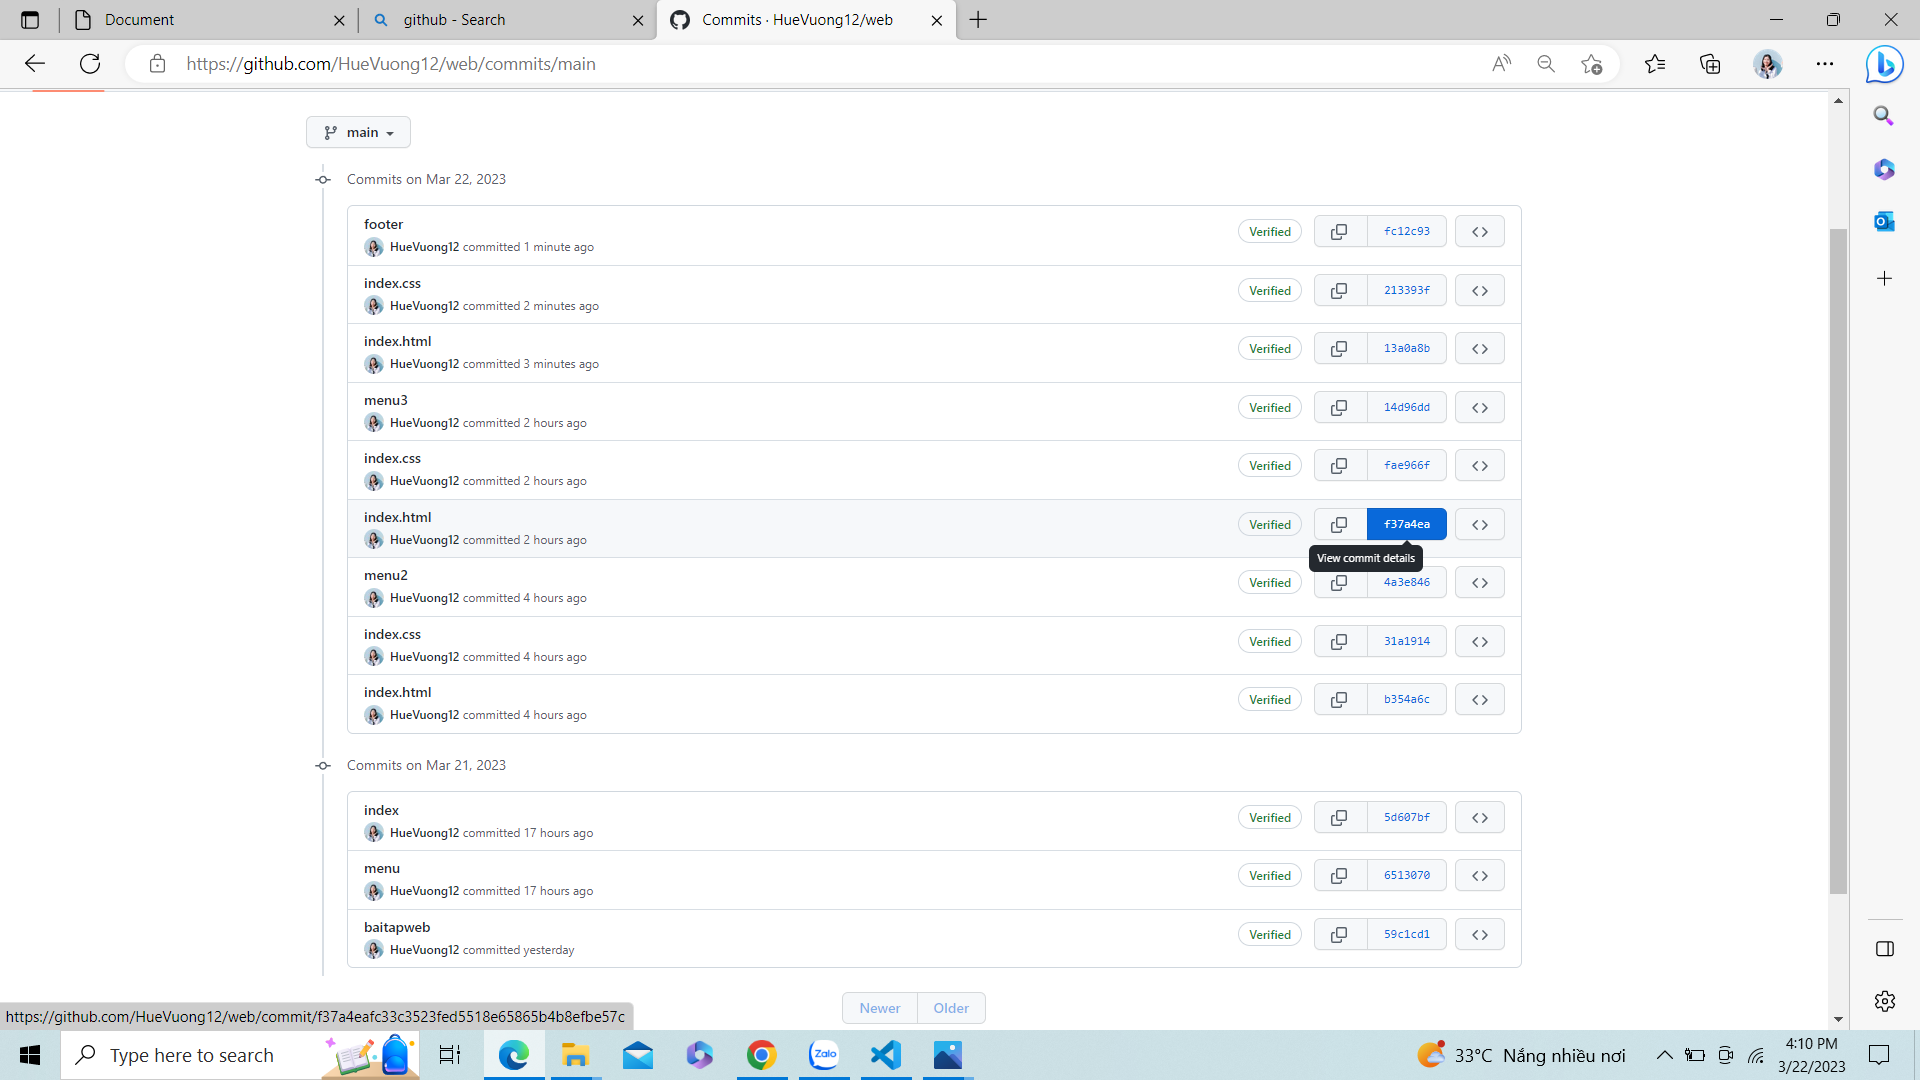 Document
github - Search
Commits · HueVuong12/web
https://github.com/HueVuong12/web/commits/main
main
Commits on Mar 22, 2023
footer
HueVuong12 committed 1 minute ago
Verified
fc12c93
index.css
HueVuong12 committed 2 minutes ago
Verified
213393f
index.html
HueVuong12 committed 3 minutes ago
Verified
13a0a8b
menu3
HueVuong12 committed 2 hours ago
Verified
14d96dd
index.css
HueVuong12 committed 2 hours ago
Verified
fae966f
index.html
HueVuong12 committed 2 hours ago
Verified
f37a4ea
View commit details
menu2
HueVuong12 committed 4 hours ago
Verified
4a3e846
index.css
HueVuong12 committed 4 hours ago
Verified
31a1914
index.html
HueVuong12 committed 4 hours ago
Verified
b354a6c
Commits on Mar 21, 2023
index
HueVuong12 committed 17 hours ago
Verified
5d607bf
menu
HueVuong12 committed 17 hours ago
Verified
6513070
baitapweb
HueVuong12 committed yesterday
Verified
59c1cd1
Newer
Older
https://github.com/HueVuong12/web/commit/f37a4eafc33c3523fed5518e65865b4b8efbe57c
Type here to search
Zalo
33°C Nắng nhiều nơi
4:10 PM
3/22/2023